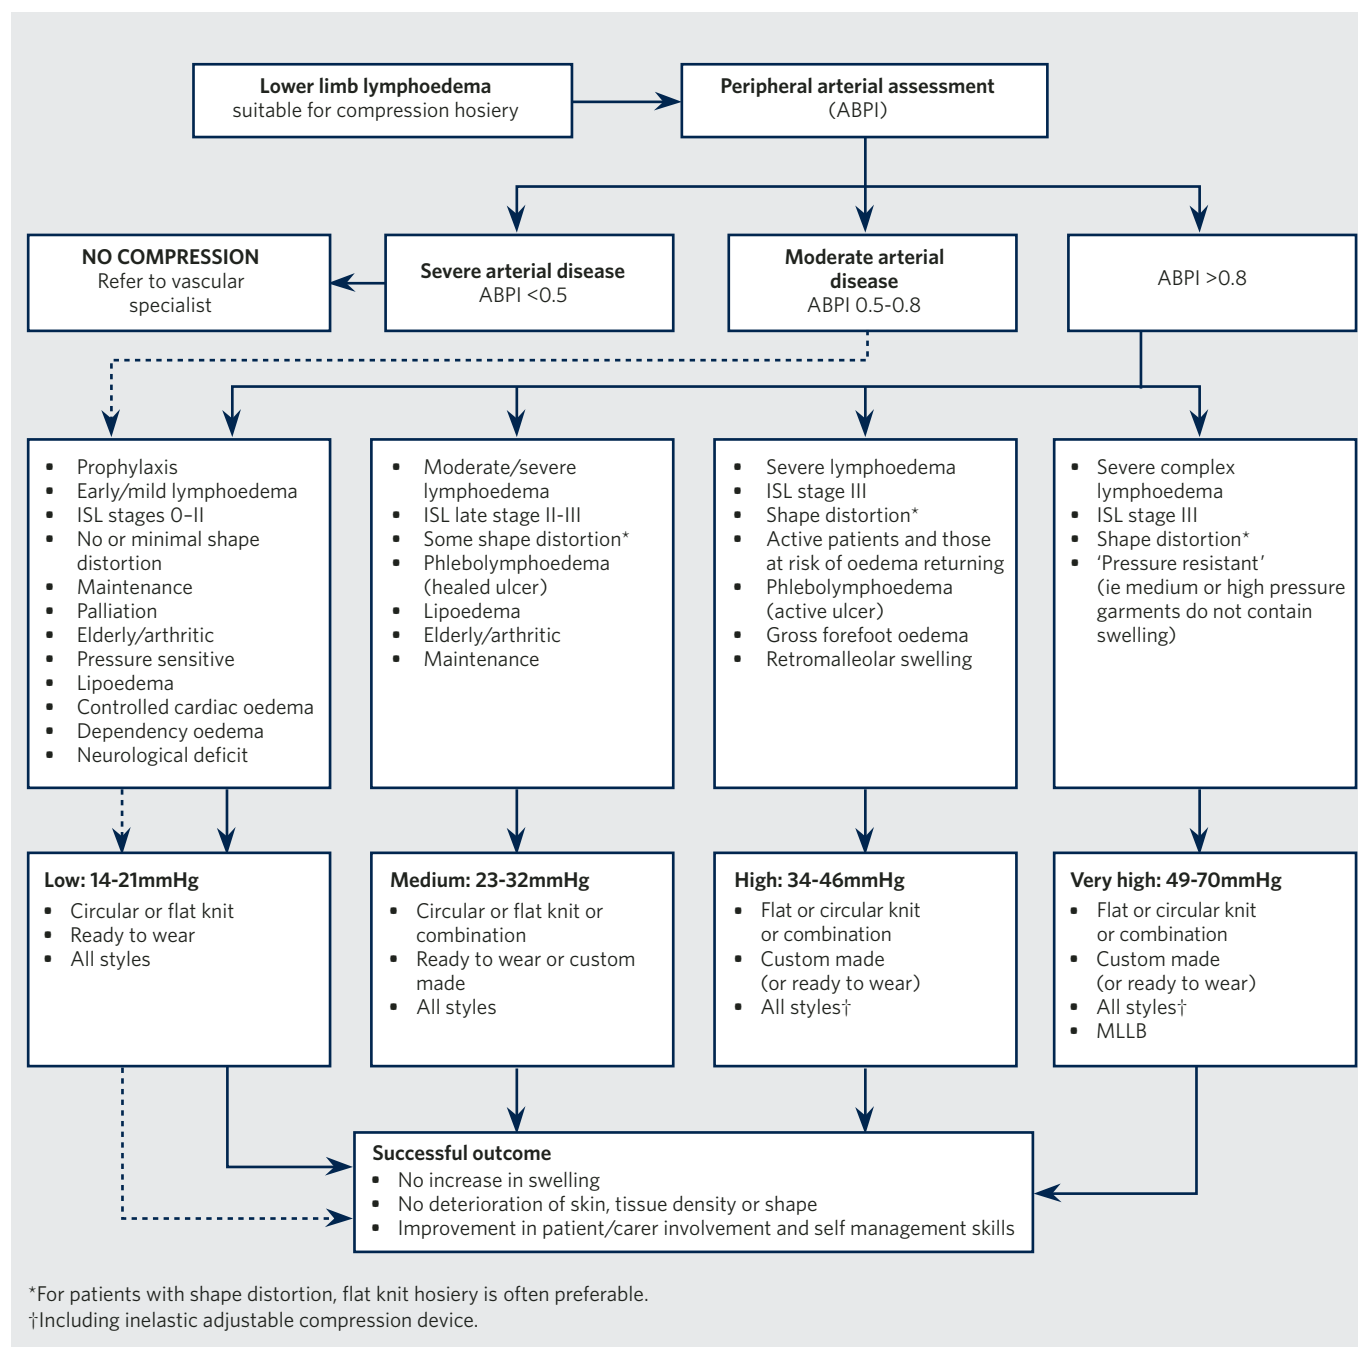 Lower limb lymphoedema
suitable for compression hosiery
Peripheral arterial assessment
(ABPI)
NO COMPRESSION
Refer to vascular
specialist
Severe arterial disease
ABPI <0.5
Moderate arterial
disease
ABPI 0.5-0.8
ABPI >0.8
▪ Prophylaxis
▪ Early/mild lymphoedema
▪ ISL stages 0–II
▪ No or minimal shape
distortion
▪ Maintenance
▪ Palliation
▪ Elderly/arthritic
▪ Pressure sensitive
▪ Lipoedema
▪ Controlled cardiac oedema
▪ Dependency oedema
▪ Neurological deficit
▪ Moderate/severe
lymphoedema
▪ ISL late stage II-III
▪ Some shape distortion*
▪ Phlebolymphoedema
(healed ulcer)
▪ Lipoedema
▪ Elderly/arthritic
▪ Maintenance
▪ Severe lymphoedema
▪ ISL stage III
▪ Shape distortion*
▪ Active patients and those
at risk of oedema returning
▪ Phlebolymphoedema
(active ulcer)
▪ Gross forefoot oedema
▪ Retromalleolar swelling
▪ Severe complex
lymphoedema
▪ ISL stage III
▪ Shape distortion*
▪ ‘Pressure resistant’
(ie medium or high pressure
garments do not contain
swelling)
Low: 14-21mmHg
▪ Circular or flat knit
▪ Ready to wear
▪ All styles
Medium: 23-32mmHg
▪ Circular or flat knit or
combination
▪ Ready to wear or custom
made
▪ All styles
High: 34-46mmHg
▪ Flat or circular knit
or combination
▪ Custom made
(or ready to wear)
▪ All styles†
Very high: 49-70mmHg
▪ Flat or circular knit
or combination
▪ Custom made
(or ready to wear)
▪ All styles†
▪ MLLB
Successful outcome
▪ No increase in swelling
▪ No deterioration of skin, tissue density or shape
▪ Improvement in patient/carer involvement and self management skills
*For patients with shape distortion, flat knit hosiery is often preferable.
†Including inelastic adjustable compression device.